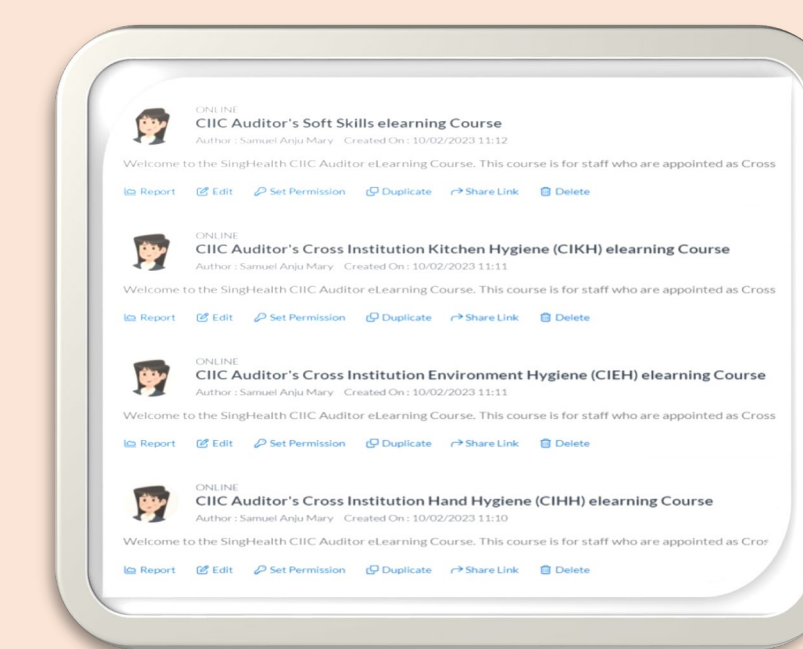 ONLINE
CIIC Auditor's Soft Skills elearning Course
Author : Samuel Anju Mary Created On : 10/02/2023 11:12
Welcome to the SingHealth CIIC Auditor eLearning Course. This course is for staff who are appointed as Cross
Report Edit Set Permission Duplicate Share Link Delete
ONLINE
CIIC Auditor's Cross Institution Kitchen Hygiene (CIKH) elearning Course
Author : Samuel Anju Mary Created On : 10/02/2023 11:11
Welcome to the SingHealth CIIC Auditor eLearning Course. This course is for staff who are appointed as Cross
Report Edit Set Permission Duplicate Share Link Delete
ONLINE
CIIC Auditor's Cross Institution Environment Hygiene (CIEH) elearning Course
Author : Samuel Anju Mary Created On : 10/02/2023 11:11
Welcome to the SingHealth CIIC Auditor eLearning Course. This course is for staff who are appointed as Cross
Report Edit Set Permission Duplicate Share Link Delete
ONLINE
CIIC Auditor's Cross Institution Hand Hygiene (CIHH) elearning Course
Author : Samuel Anju Mary Created On : 10/02/2023 11:10
Welcome to the SingHealth CIIC Auditor eLearning Course. This course is for staff who are appointed as Cros
Report Edit Set Permission Duplicate Share Link Delete